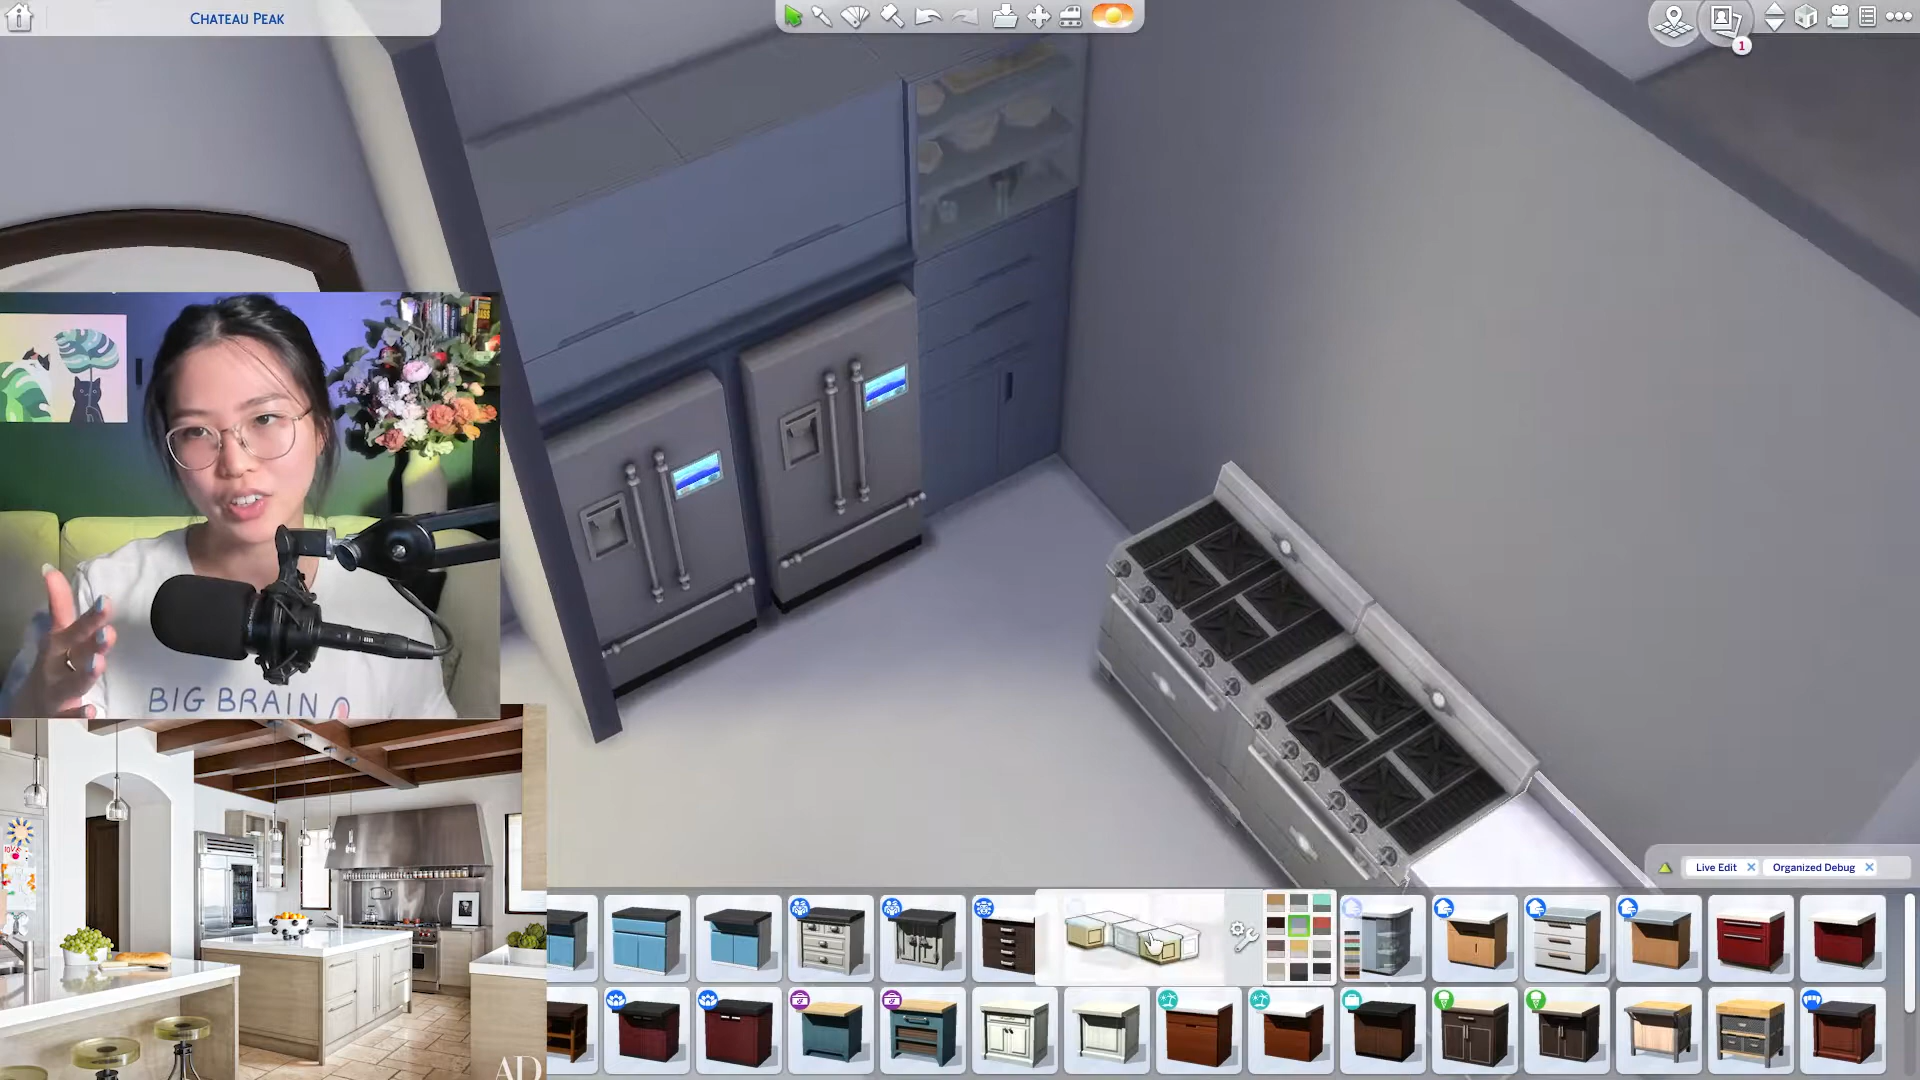 CHATEAU PEAK
1
BIG BRAIN
Live Edit
Organized Debug
AD